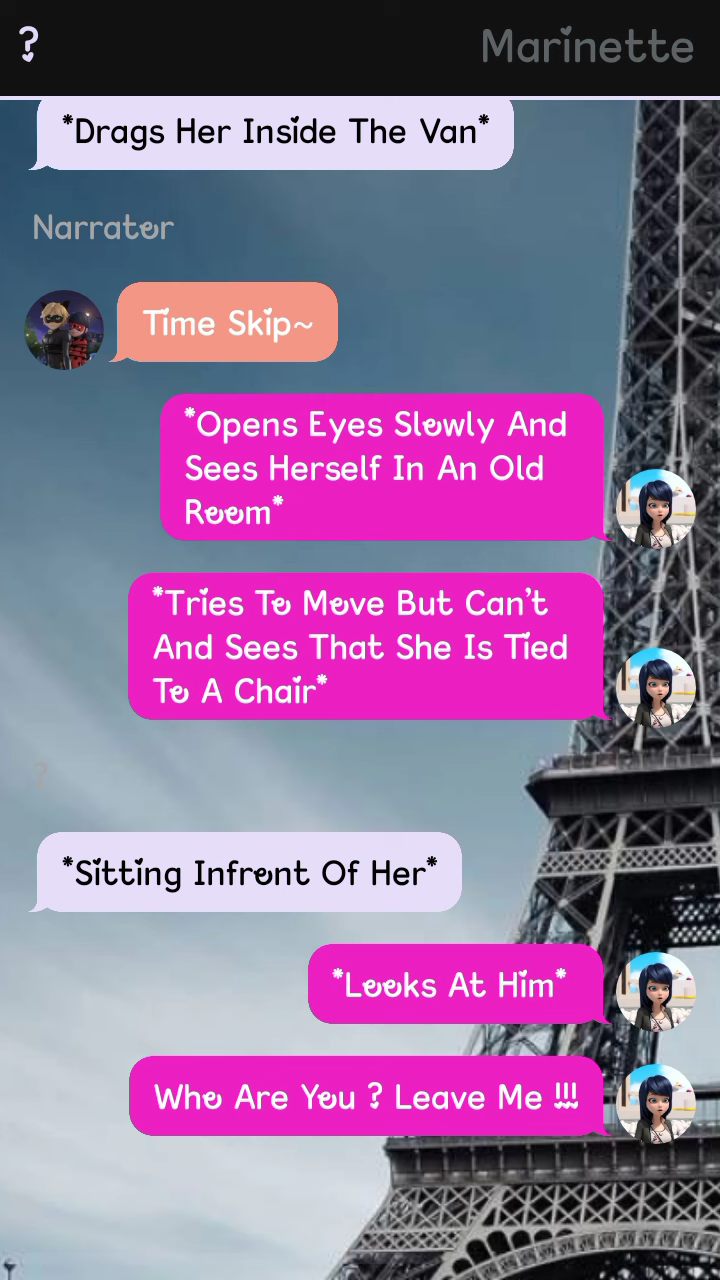 ?
Marinette
*Drags Her Inside The Van*
Narrator
Time Skip~
*Opens Eyes Slowly And
Sees Herself In An Old
Room*
*Tries To Move But Can't
And Sees That She Is Tied
To A Chair*
?
*Sitting Infront Of Her*
*Looks At Him*
Who Are You ? Leave Me !!!